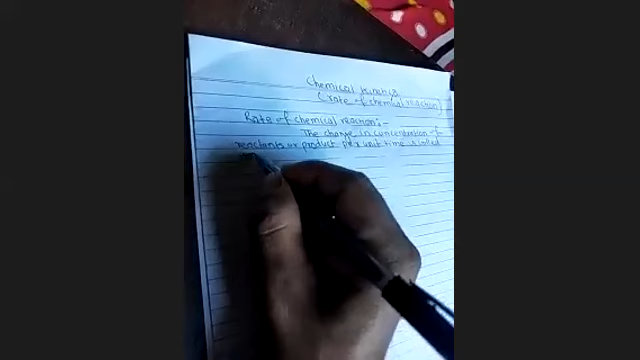 Chemical kinetics
(rate of chemical reaction)
Rate of chemical reaction:-
The change in concentration of
reactants or product per unit time is called